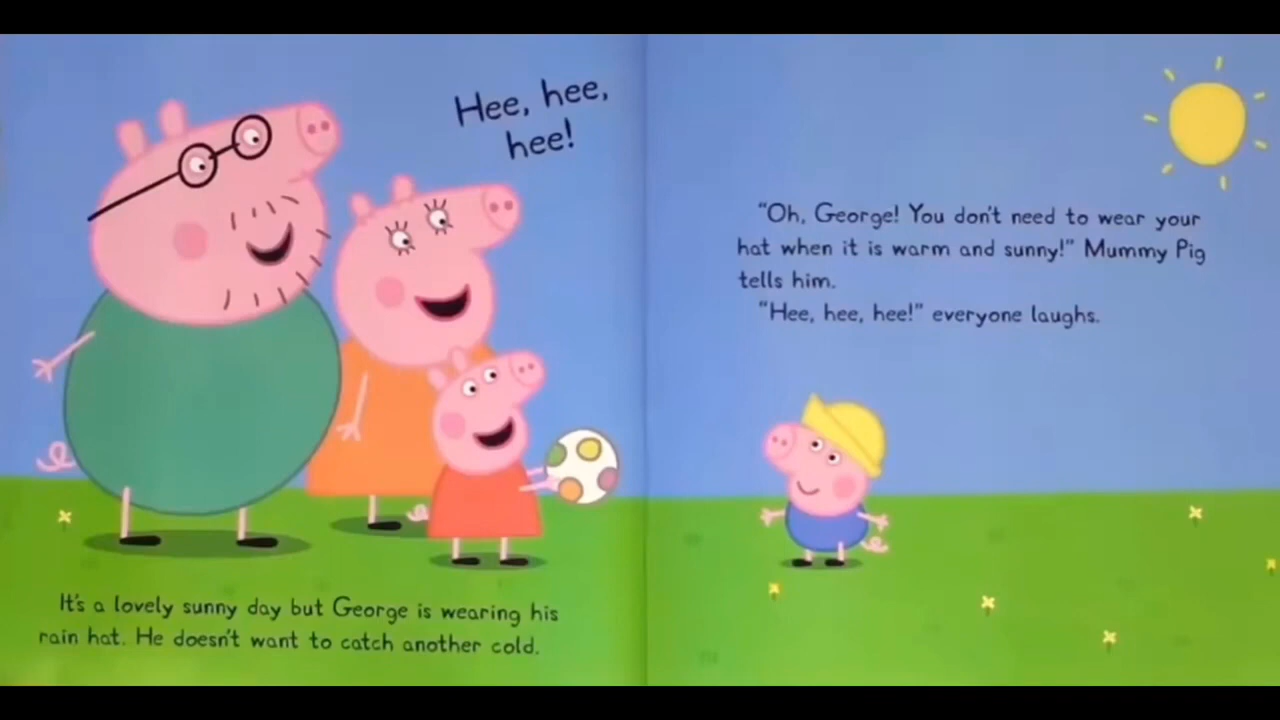 Hee, hee,
hee!
It's a lovely sunny day but George is wearing his
rain hat. He doesn't want to catch another cold.
"Oh, George! You don't need to wear your
hat when it is warm and sunny!" Mummy Pig
tells him.
"Hee, hee, hee!" everyone laughs.